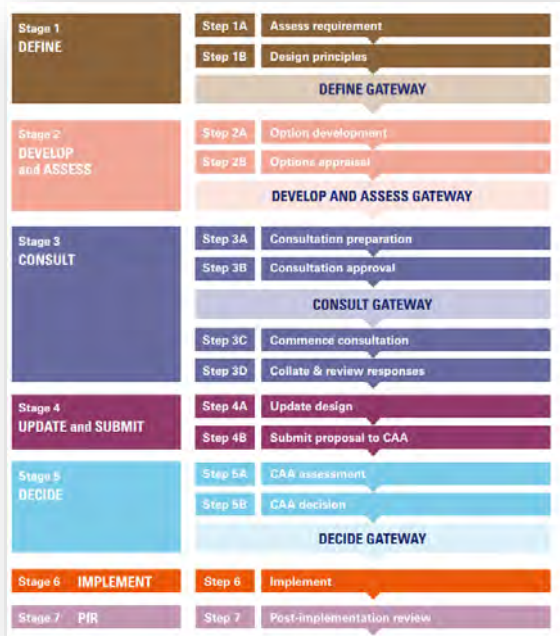 Stage 1
DEFINE
Step 1A Assess requirement
Step 1B Design principles
DEFINE GATEWAY
Stage 2
DEVELOP
and ASSESS
Step 2A Option development
Step 2B Options appraisal
DEVELOP AND ASSESS GATEWAY
Stage 3
CONSULT
Step 3A Consultation preparation
Step 3B Consultation approval
CONSULT GATEWAY
Step 3C Commence consultation
Step 3D Collate & review responses
Stage 4
UPDATE and SUBMIT
Step 4A Update design
Step 4B Submit proposal to CAA
Stage 5
DECIDE
Step 5A CAA assessment
Step 5B CAA decision
DECIDE GATEWAY
Stage 6 IMPLEMENT Step 6 Implement
Stage 7 PIR Step 7 Post-implementation review